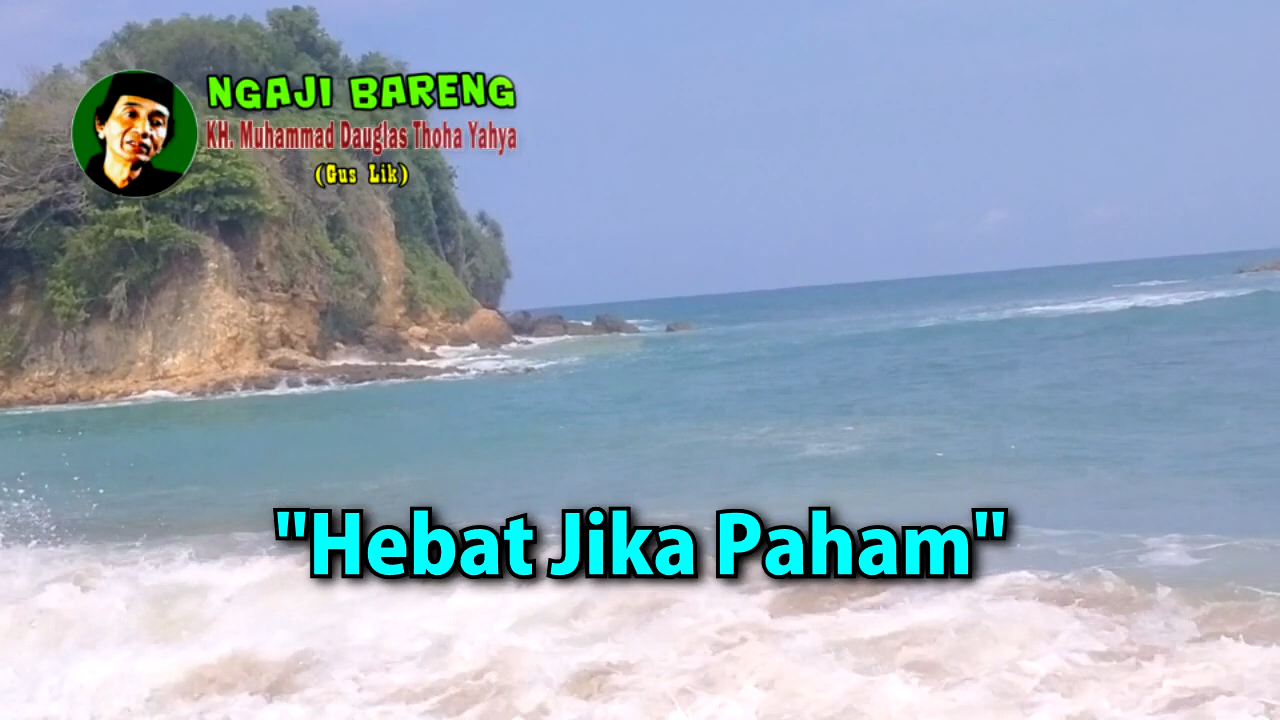 NGAJI BARENG
KH. Muhammad Dauglas Thoha Yahya
(Gus Lik)
"Hebat Jika Paham"